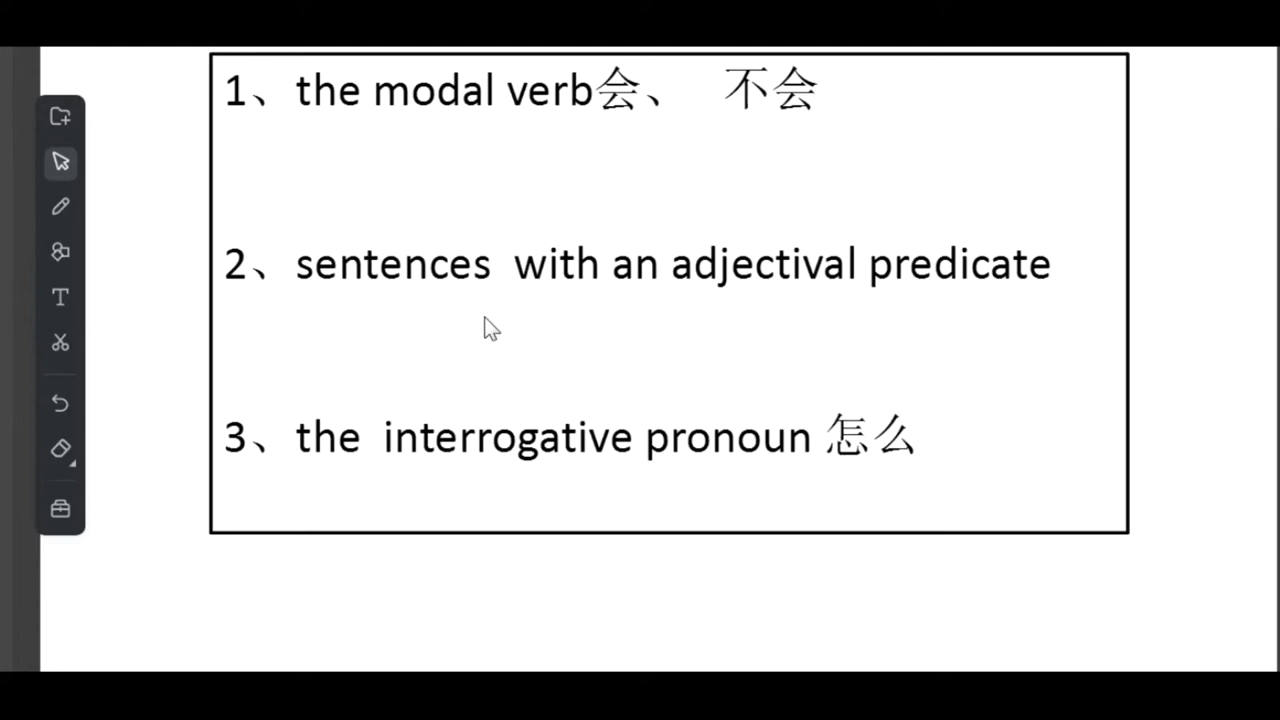 1、the modal verb会、 不会
2、sentences with an adjectival predicate
3、the interrogative pronoun 怎么